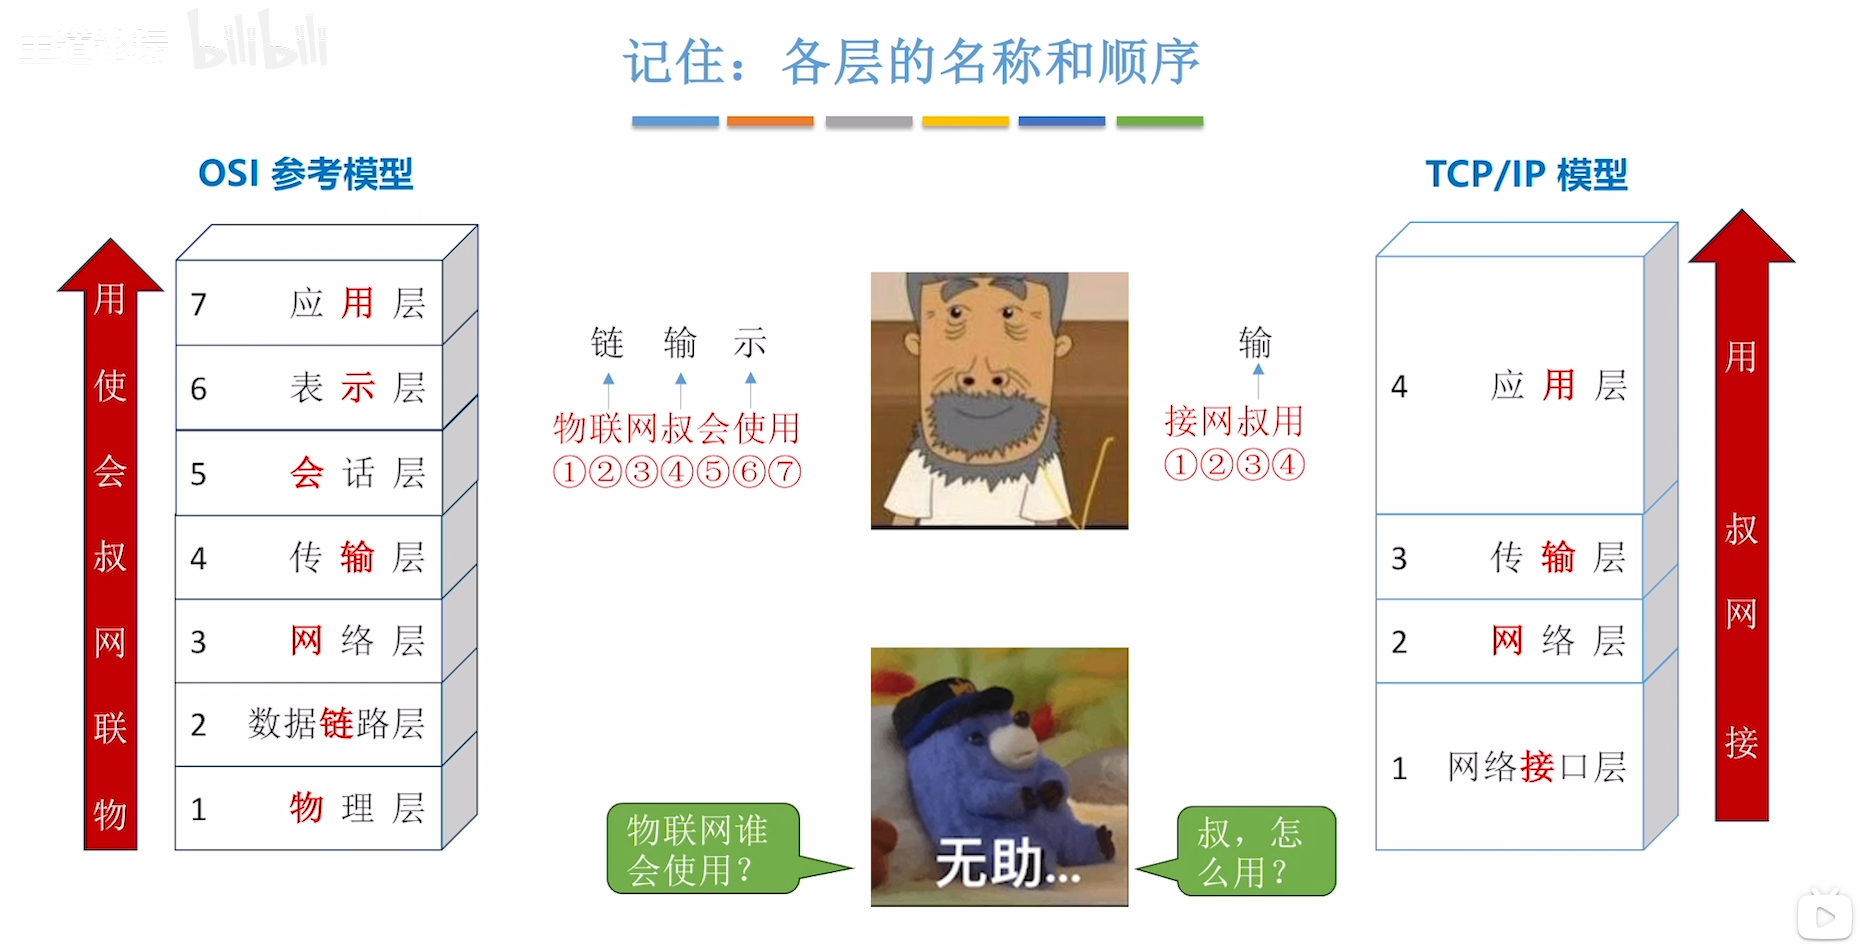 bilibili
记住：各层的名称和顺序
OSI 参考模型
用
使
会
叔
网
联
物
7 应用层
6 表示层
5 会话层
4 传输层
3 网络层
2 数据链路层
1 物理层
链 输 示
物联网叔会使用
①②③④⑤⑥⑦
输
接网叔用
①②③④
物联网谁
会使用？
无助...
叔，怎
么用？
TCP/IP 模型
4 应用层
3 传输层
2 网络层
1 网络接口层
用
叔
网
接